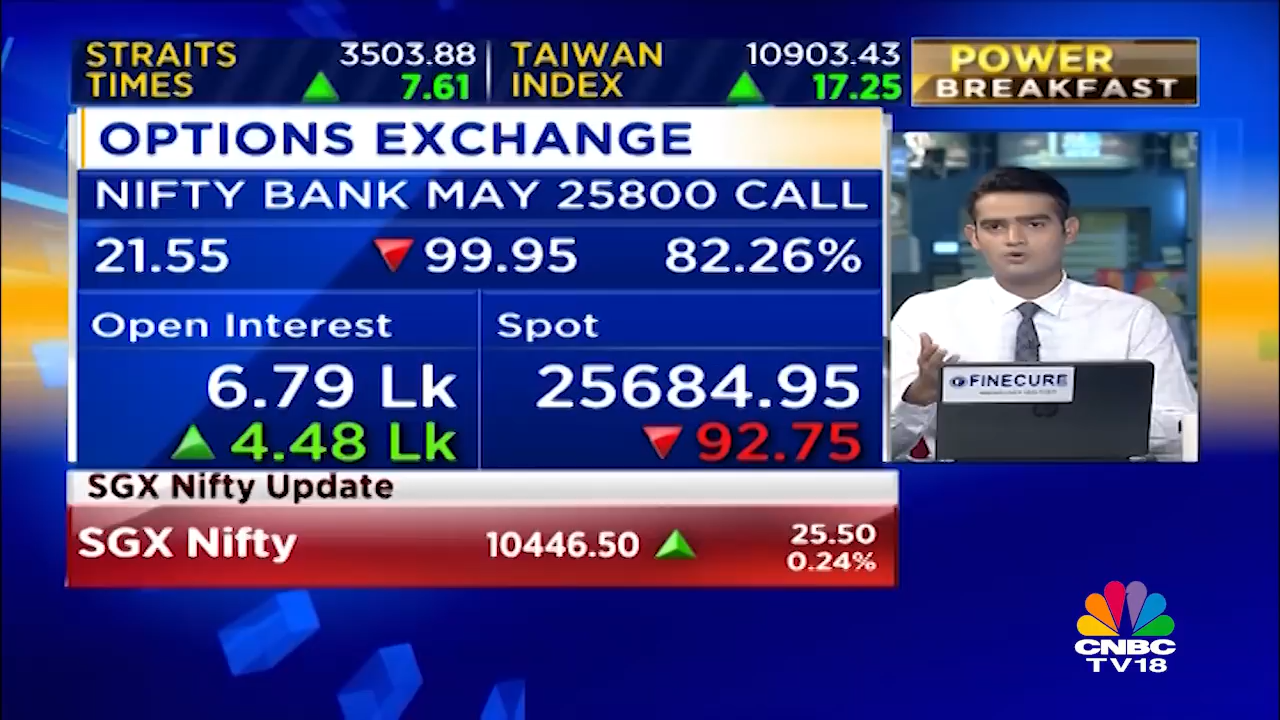 STRAITS TIMES 3503.88 ▲ 7.61
TAIWAN INDEX 10903.43 ▲ 17.25
POWER BREAKFAST
OPTIONS EXCHANGE
NIFTY BANK MAY 25800 CALL
21.55 ▼ 99.95 82.26%
Open Interest
6.79 Lk
▲ 4.48 Lk
Spot
25684.95
▼ 92.75
FINECURE
SGX Nifty Update
SGX Nifty 10446.50 ▲ 25.50 0.24%
CNBC
TV18